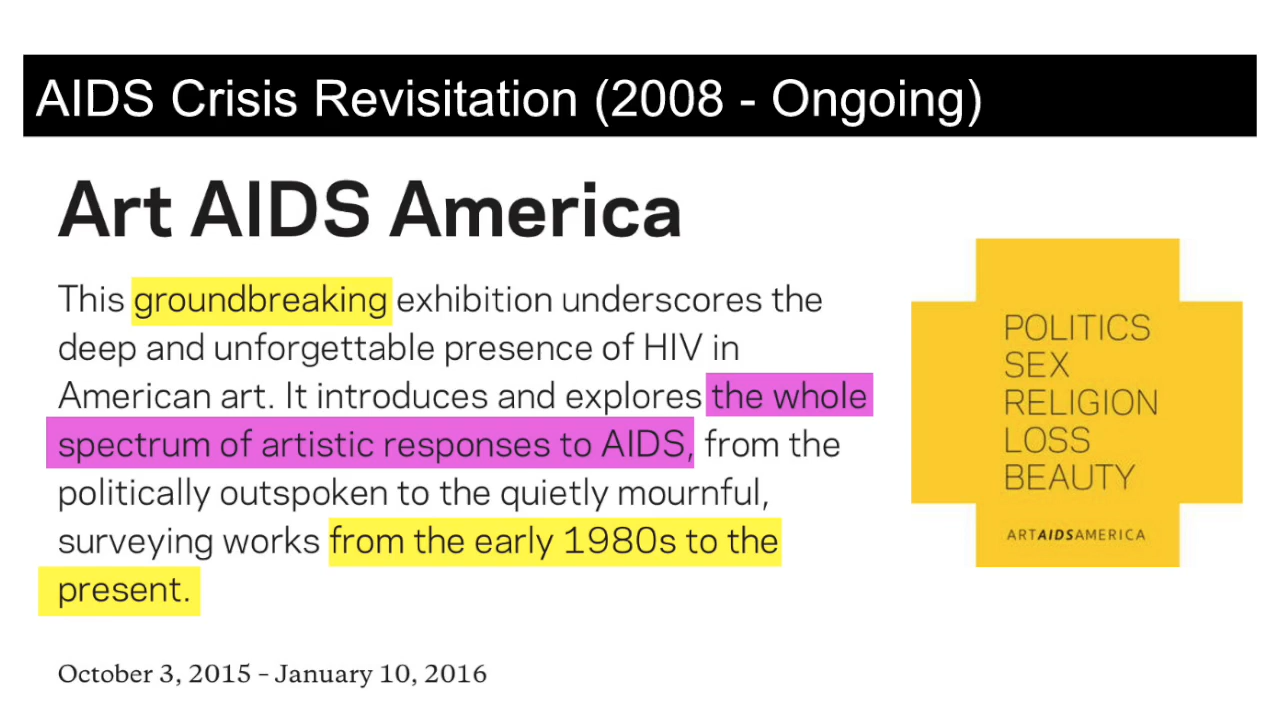 AIDS Crisis Revisitation (2008 - Ongoing)
Art AIDS America
This groundbreaking exhibition underscores the
deep and unforgettable presence of HIV in
American art. It introduces and explores the whole
spectrum of artistic responses to AIDS, from the
politically outspoken to the quietly mournful,
surveying works from the early 1980s to the
present.
October 3, 2015 – January 10, 2016
POLITICS
SEX
RELIGION
LOSS
BEAUTY
ARTAIDSAMERICA